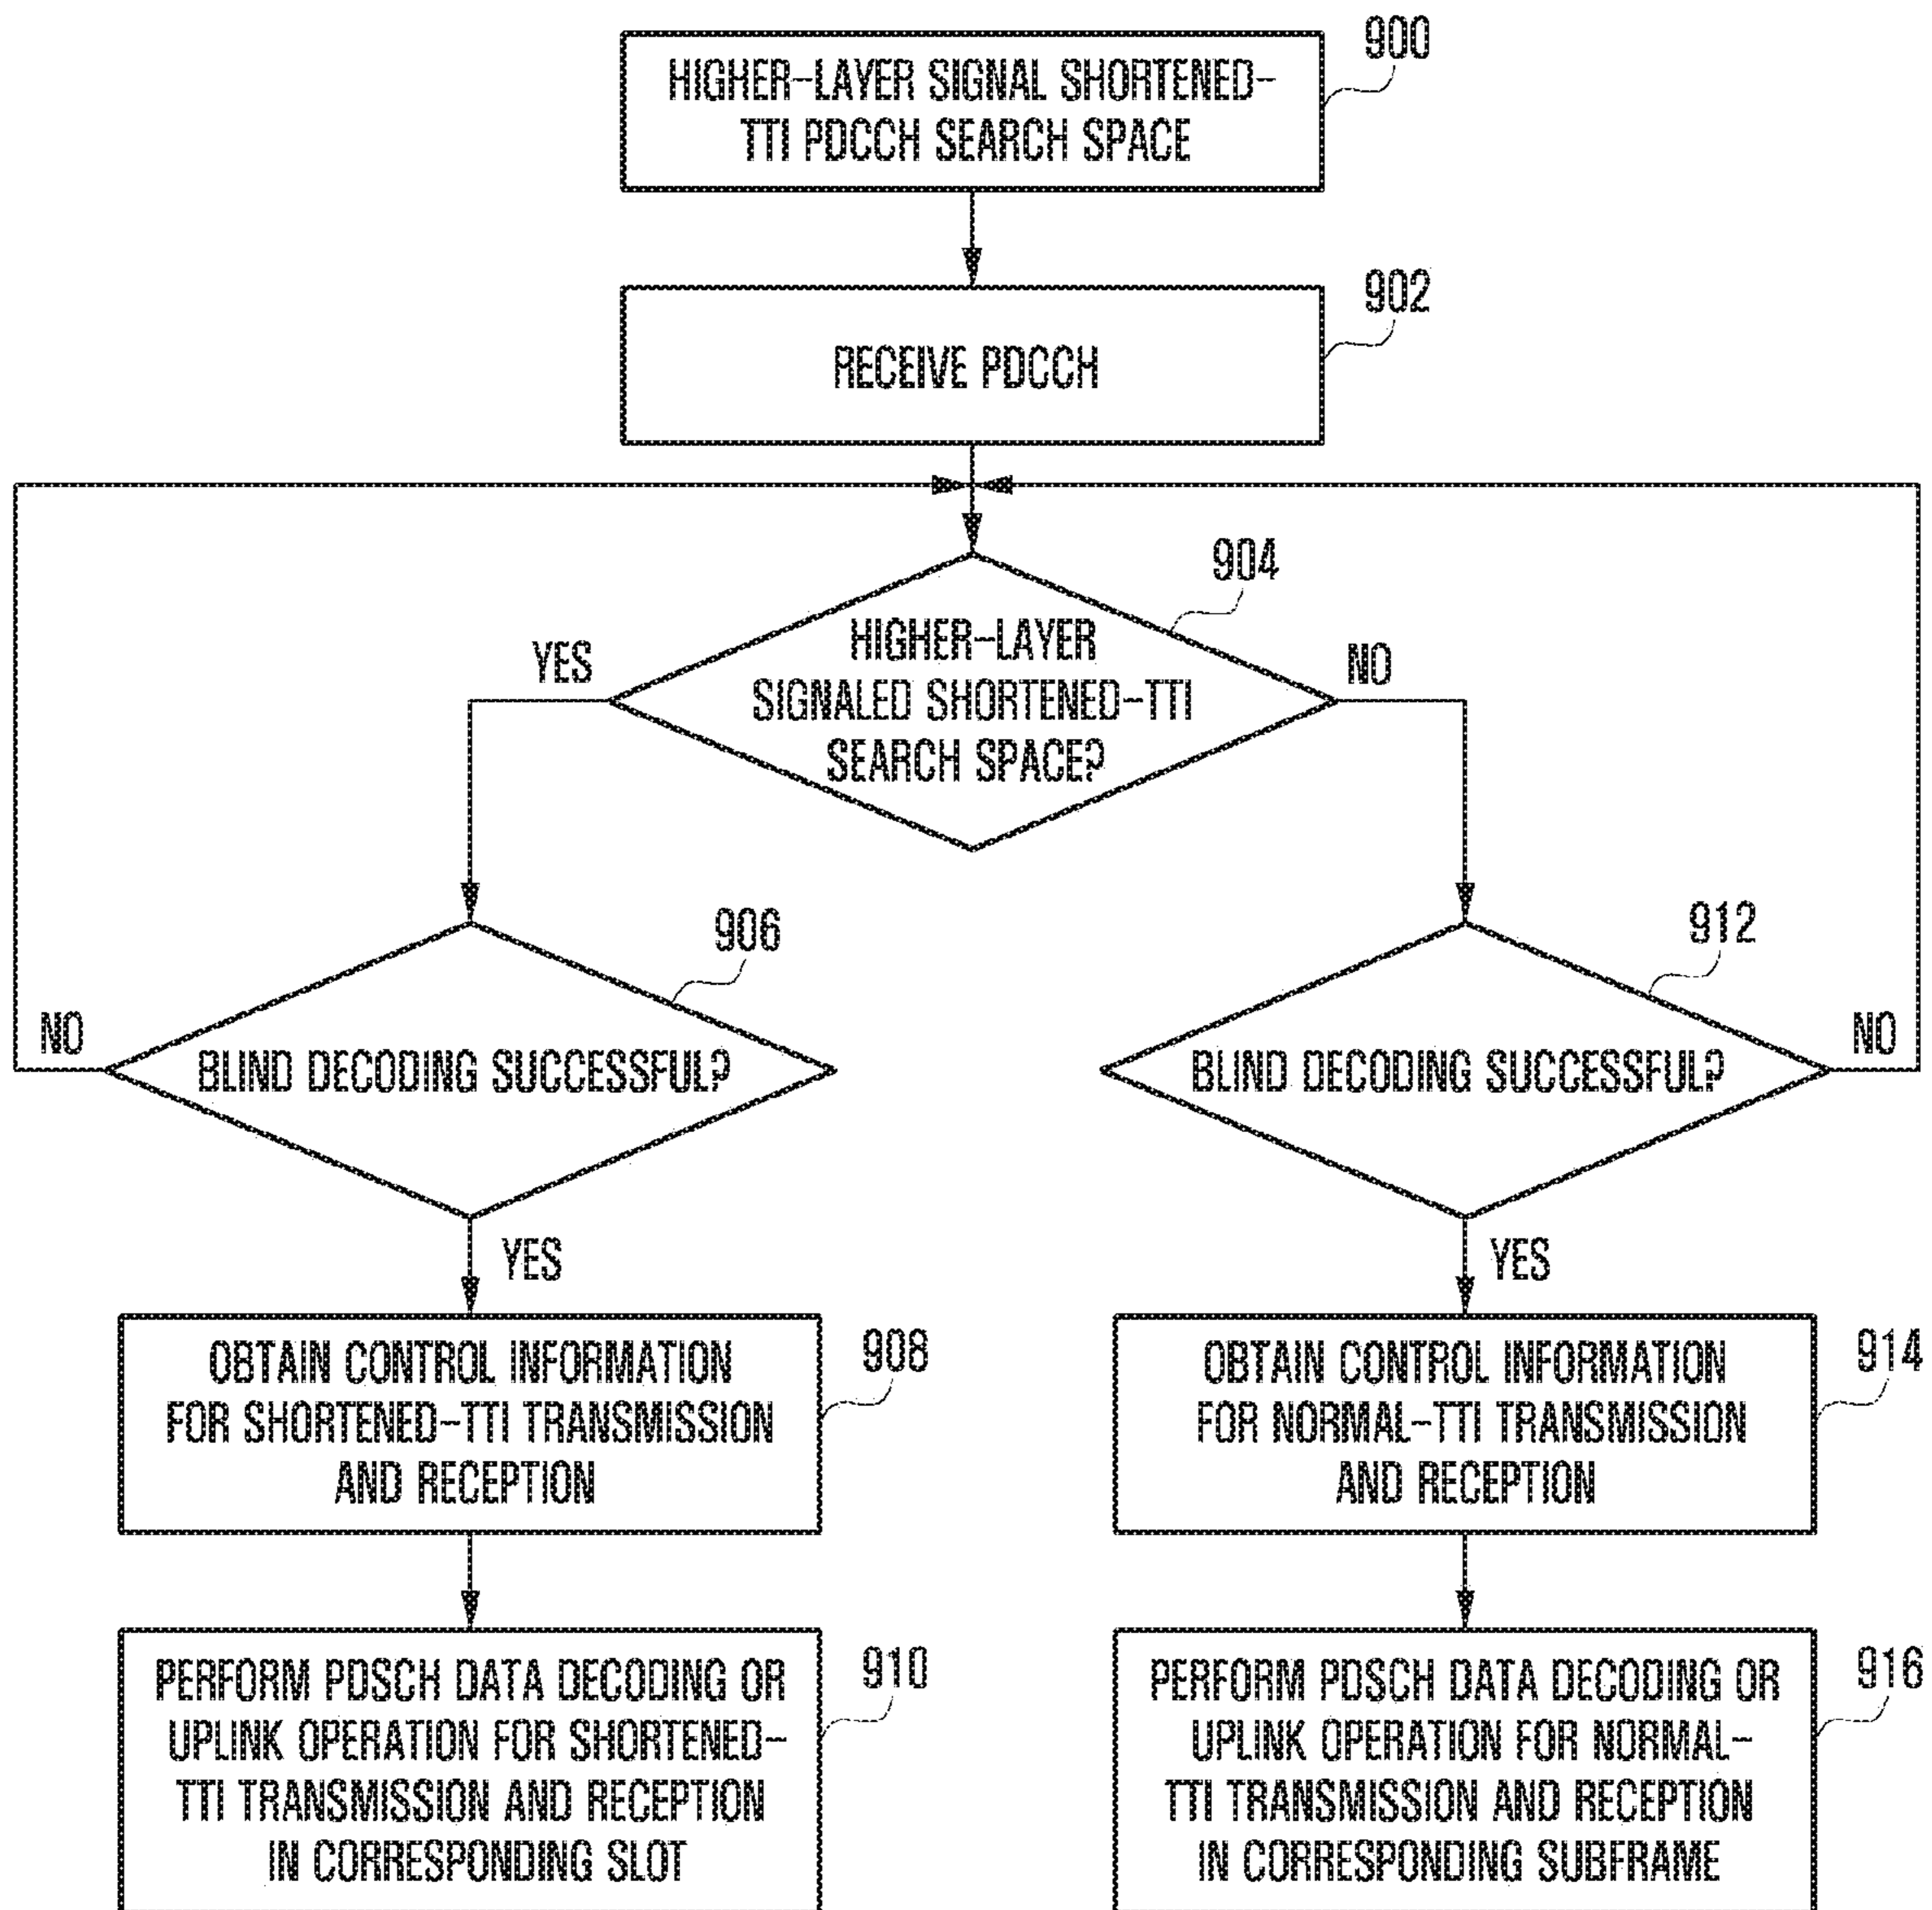 900
HIGHER-LAYER SIGNAL SHORTENED-
TTI PDCCH SEARCH SPACE
902
RECEIVE PDCCH
904
HIGHER-LAYER
SIGNALED SHORTENED-TTI
SEARCH SPACE?
YES
NO
906
BLIND DECODING SUCCESSFUL?
NO
YES
912
BLIND DECODING SUCCESSFUL?
NO
YES
908
OBTAIN CONTROL INFORMATION
FOR SHORTENED-TTI TRANSMISSION
AND RECEPTION
914
OBTAIN CONTROL INFORMATION
FOR NORMAL-TTI TRANSMISSION
AND RECEPTION
910
PERFORM PDSCH DATA DECODING OR
UPLINK OPERATION FOR SHORTENED-
TTI TRANSMISSION AND RECEPTION
IN CORRESPONDING SLOT
916
PERFORM PDSCH DATA DECODING OR
UPLINK OPERATION FOR NORMAL-
TTI TRANSMISSION AND RECEPTION
IN CORRESPONDING SUBFRAME